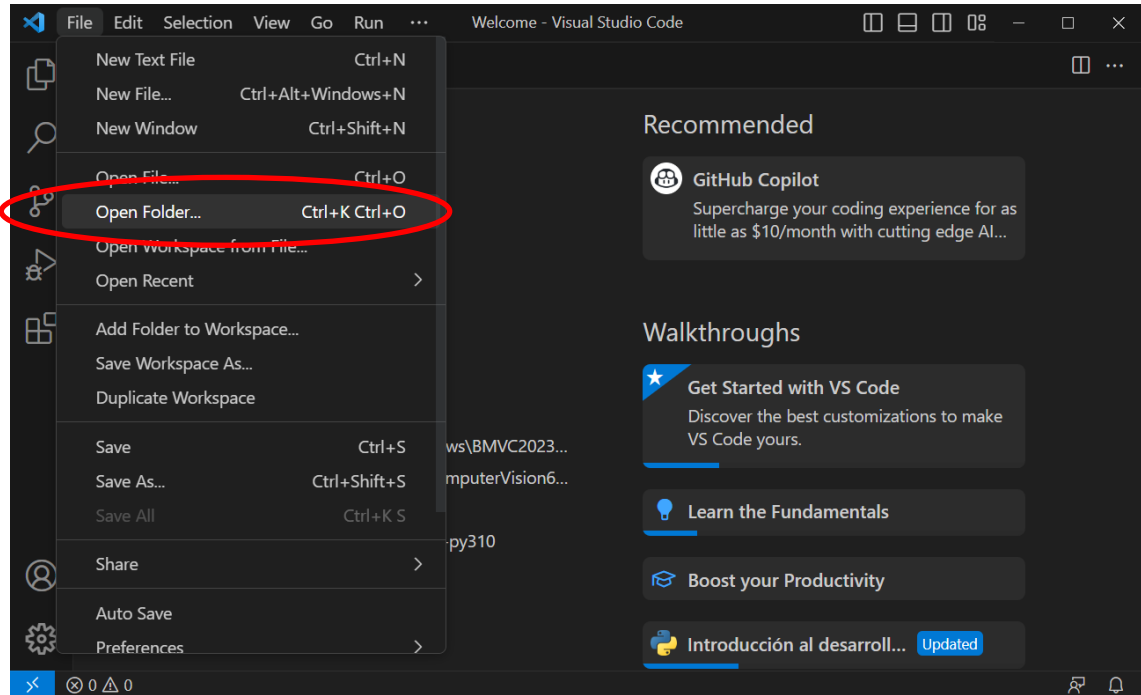 File Edit Selection View Go Run ··· Welcome - Visual Studio Code
New Text File Ctrl+N
New File... Ctrl+Alt+Windows+N
New Window Ctrl+Shift+N
Open File... Ctrl+O
Open Folder... Ctrl+K Ctrl+O
Open Workspace from File...
Open Recent
Add Folder to Workspace...
Save Workspace As...
Duplicate Workspace
Save Ctrl+S
Save As... Ctrl+Shift+S
Save All Ctrl+K S
Share
Auto Save
Preferences
ws\BMVC2023...
mputerVision6...
-py310
Recommended
GitHub Copilot
Supercharge your coding experience for as
little as $10/month with cutting edge AI...
Walkthroughs
Get Started with VS Code
Discover the best customizations to make
VS Code yours.
Learn the Fundamentals
Boost your Productivity
Introducción al desarroll... Updated
0 0